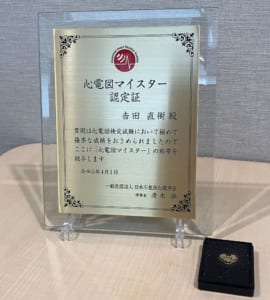 心電図マイスター
認定証
吉田 直樹 殿
貴殿は心電図検定試験において極めて
優秀な成績をおさめられましたので
ここに「心電図マイスター」の称号を
授与します
令和5年4月1日
一般社団法人 日本不整脈心電学会
理事長 清水 渉